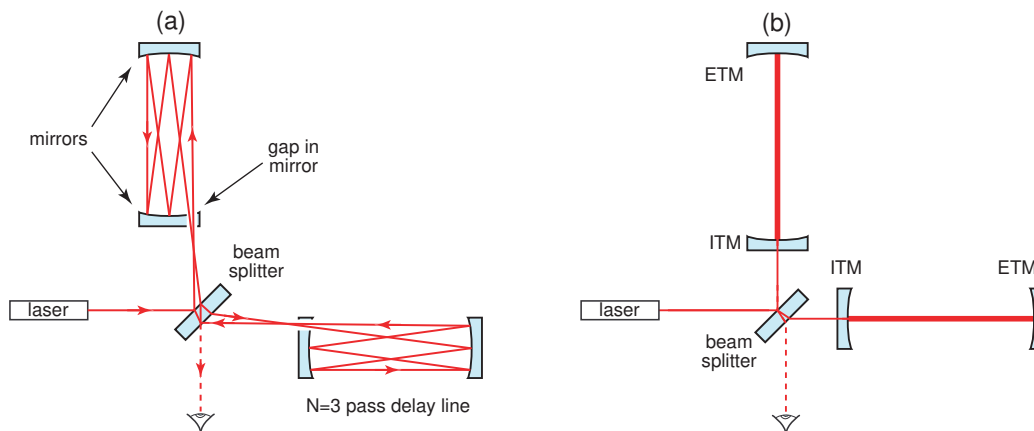 (a)
mirrors
gap in
mirror
beam
splitter
laser
N=3 pass delay line
(b)
ETM
ITM
ITM
ETM
laser
beam
splitter